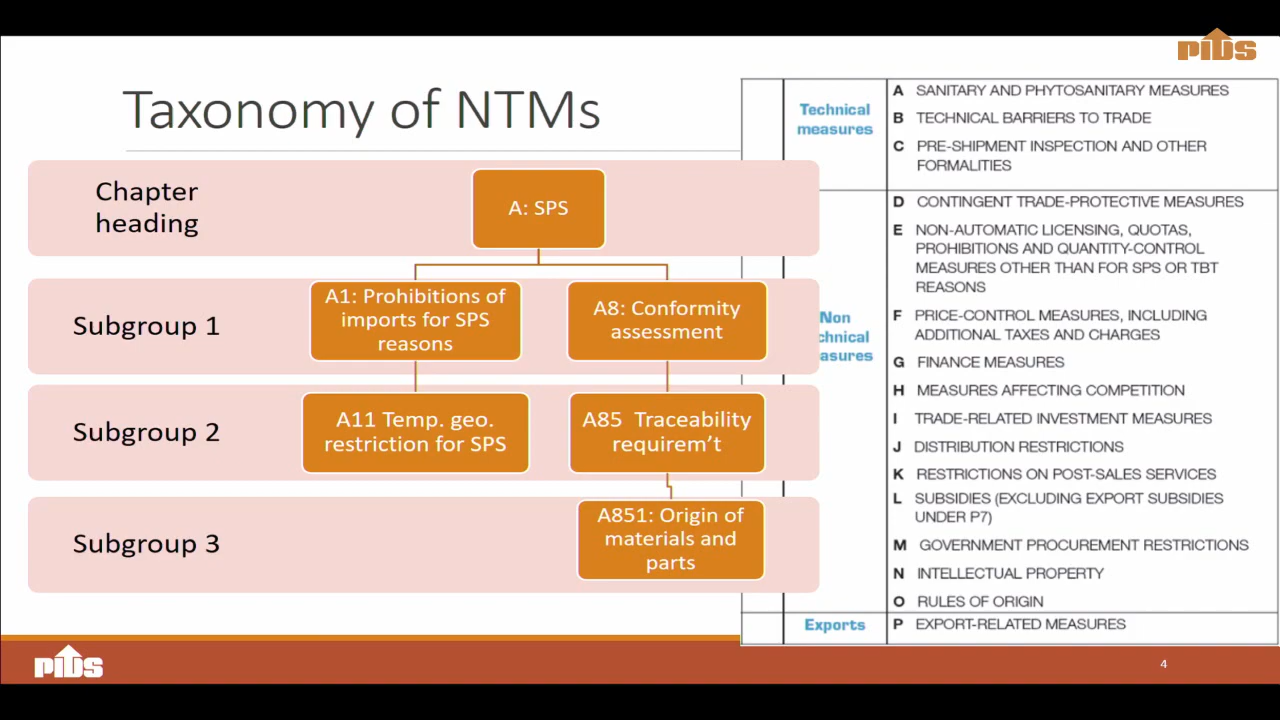 PIDS
Taxonomy of NTMs
Chapter
heading
A: SPS
Subgroup 1
A1: Prohibitions of
imports for SPS
reasons
A8: Conformity
assessment
Subgroup 2
A11 Temp. geo.
restriction for SPS
A85 Traceability
requirem't
Subgroup 3
A851: Origin of
materials and
parts
Technical
measures
A SANITARY AND PHYTOSANITARY MEASURES
B TECHNICAL BARRIERS TO TRADE
C PRE-SHIPMENT INSPECTION AND OTHER
FORMALITIES
Non
chnical
asures
D CONTINGENT TRADE-PROTECTIVE MEASURES
E NON-AUTOMATIC LICENSING, QUOTAS,
PROHIBITIONS AND QUANTITY-CONTROL
MEASURES OTHER THAN FOR SPS OR TBT
REASONS
F PRICE-CONTROL MEASURES, INCLUDING
ADDITIONAL TAXES AND CHARGES
G FINANCE MEASURES
H MEASURES AFFECTING COMPETITION
I TRADE-RELATED INVESTMENT MEASURES
J DISTRIBUTION RESTRICTIONS
K RESTRICTIONS ON POST-SALES SERVICES
L SUBSIDIES (EXCLUDING EXPORT SUBSIDIES
UNDER P7)
M GOVERNMENT PROCUREMENT RESTRICTIONS
N INTELLECTUAL PROPERTY
O RULES OF ORIGIN
Exports
P EXPORT-RELATED MEASURES
PIDS
4